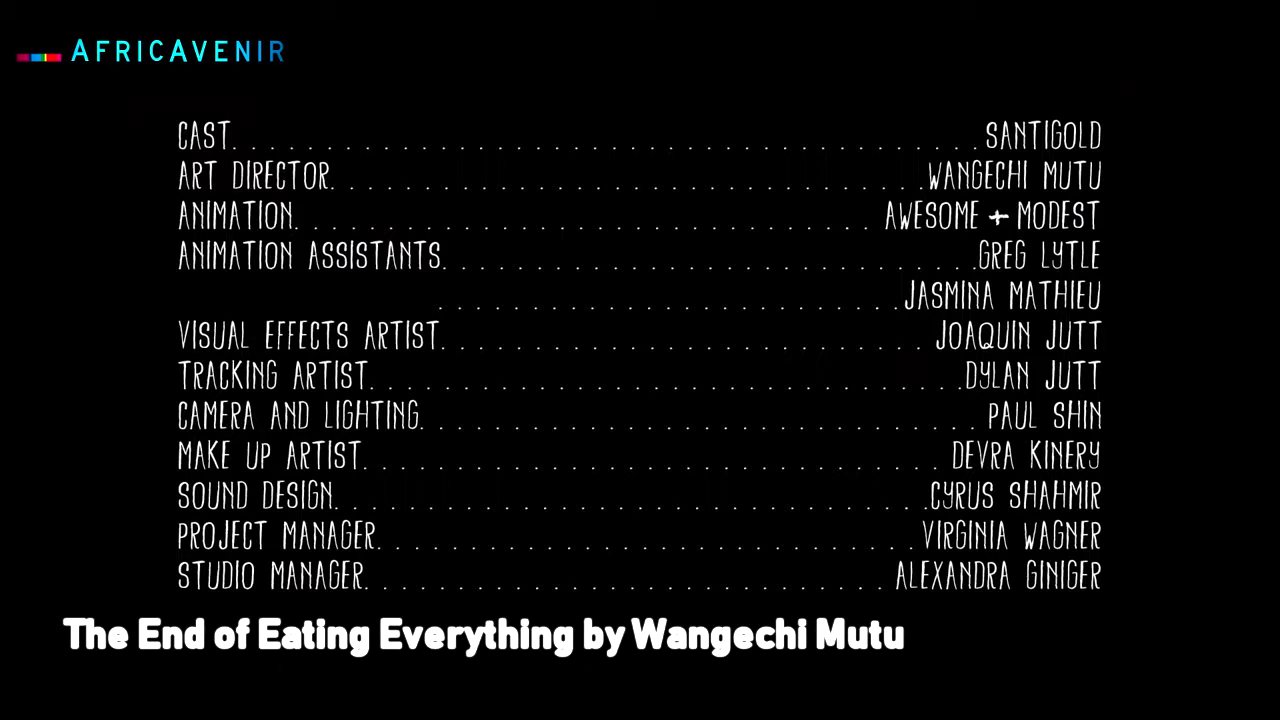 AFRICAVENIR
CAST. . . . . . . . . . . . . . . . . . . . . . . . . . . . . . . . . SANTIGOLD
ART DIRECTOR. . . . . . . . . . . . . . . . . . . . . . . . . . WANGECHI MUTU
ANIMATION. . . . . . . . . . . . . . . . . . . . . . . . . AWESOME + MODEST
ANIMATION ASSISTANTS. . . . . . . . . . . . . . . . . . . . . . . GREG LYTLE
. . . . . . . . . . . . . . . . . . . . JASMINA MATHIEU
VISUAL EFFECTS ARTIST. . . . . . . . . . . . . . . . . . . . . JOAQUIN JUTT
TRACKING ARTIST. . . . . . . . . . . . . . . . . . . . . . . . . . DYLAN JUTT
CAMERA AND LIGHTING. . . . . . . . . . . . . . . . . . . . . . . . PAUL SHIN
MAKE UP ARTIST. . . . . . . . . . . . . . . . . . . . . . . . . DEVRA KINERY
SOUND DESIGN. . . . . . . . . . . . . . . . . . . . . . . . . . CYRUS SHAHMIR
PROJECT MANAGER. . . . . . . . . . . . . . . . . . . . . . . VIRGINIA WAGNER
STUDIO MANAGER. . . . . . . . . . . . . . . . . . . . . . ALEXANDRA GINIGER
The End of Eating Everything by Wangechi Mutu